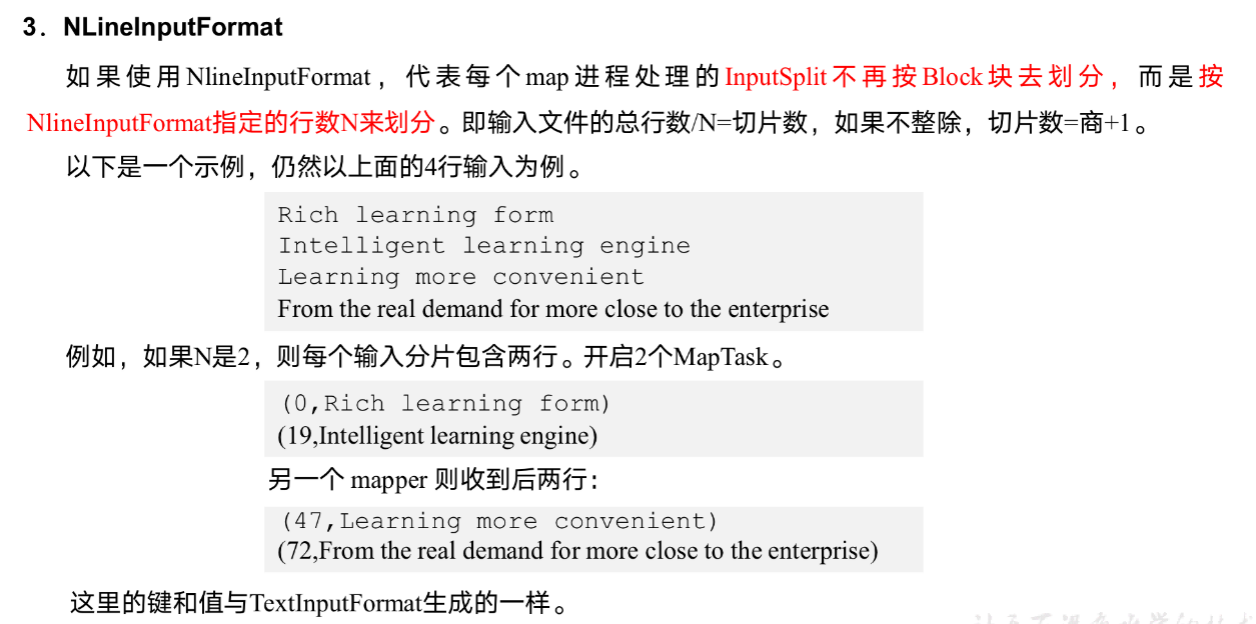 3．NLineInputFormat
如果使用NlineInputFormat，代表每个map进程处理的InputSplit不再按Block块去划分，而是按
NlineInputFormat指定的行数N来划分。即输入文件的总行数/N=切片数，如果不整除，切片数=商+1。
以下是一个示例，仍然以上面的4行输入为例。
Rich learning form
Intelligent learning engine
Learning more convenient
From the real demand for more close to the enterprise
例如，如果N是2，则每个输入分片包含两行。开启2个MapTask。
(0,Rich learning form)
(19,Intelligent learning engine)
另一个 mapper 则收到后两行：
(47,Learning more convenient)
(72,From the real demand for more close to the enterprise)
这里的键和值与TextInputFormat生成的一样。